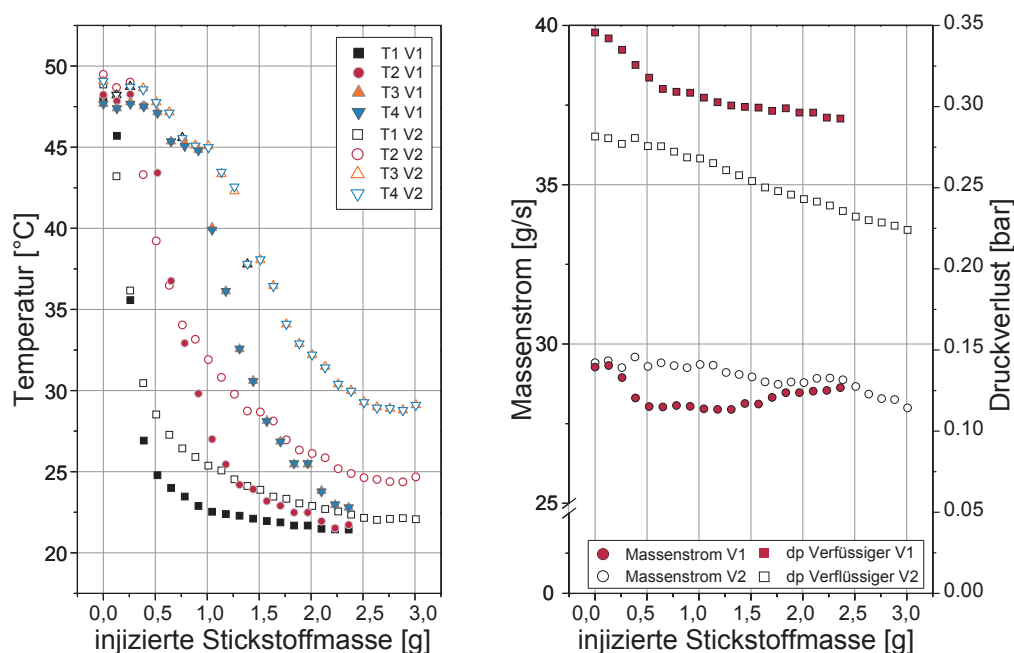 50
45
40
35
30
25
20
Temperatur [°C]
T1 V1
T2 V1
T3 V1
T4 V1
T1 V2
T2 V2
T3 V2
T4 V2
0,0 0,5 1,0 1,5 2,0 2,5 3,0
injizierte Stickstoffmasse [g]
40
35
30
25
0
Massenstrom [g/s]
0.35
0.30
0.25
0.20
0.15
0.10
0.05
0.00
Druckverlust [bar]
Massenstrom V1 dp Verfüssiger V1
Massenstrom V2 dp Verflüssiger V2
0,0 0,5 1,0 1,5 2,0 2,5 3,0
injizierte Stickstoffmasse [g]